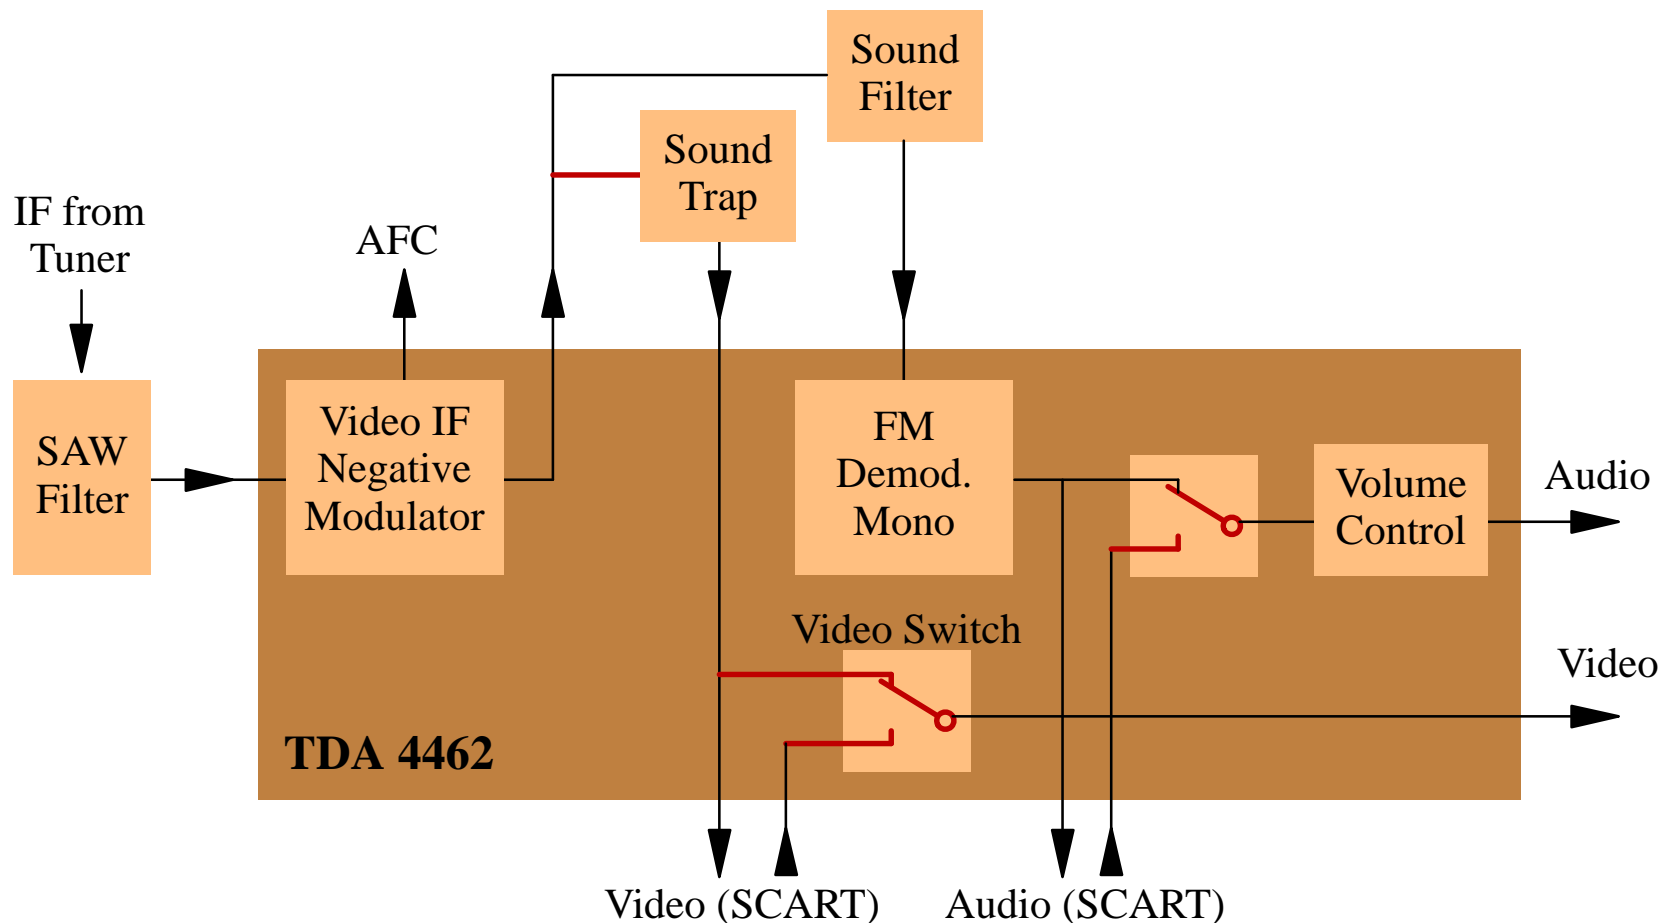 Sound
Filter
Sound
Trap
IF from
Tuner
AFC
SAW
Filter
Video IF
Negative
Modulator
FM
Demod.
Mono
Volume
Control
Audio
Video Switch
Video
TDA 4462
Video (SCART)
Audio (SCART)